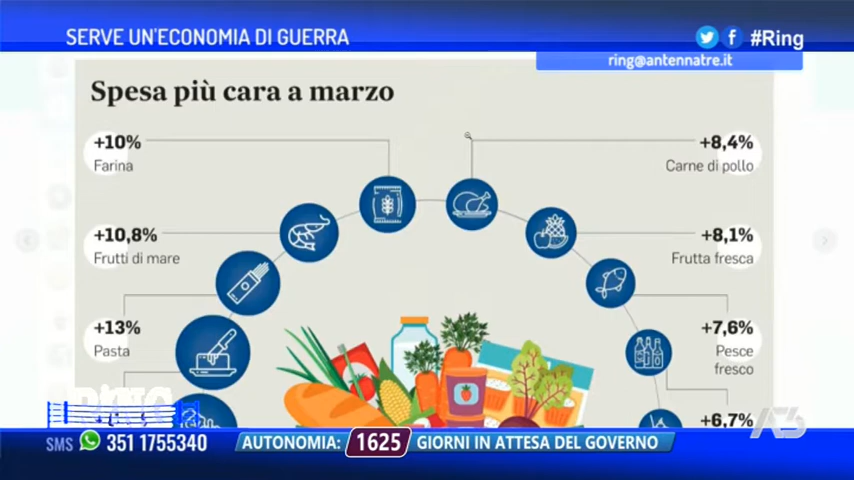 SERVE UN'ECONOMIA DI GUERRA
#Ring
ring@antennatre.it
Spesa più cara a marzo
+10%
Farina
+8,4%
Carne di pollo
+10,8%
Frutti di mare
+8,1%
Frutta fresca
+13%
Pasta
+7,6%
Pesce
fresco
+6,7%
RING
A3
SMS 351 1755340
AUTONOMIA: 1625 GIORNI IN ATTESA DEL GOVERNO